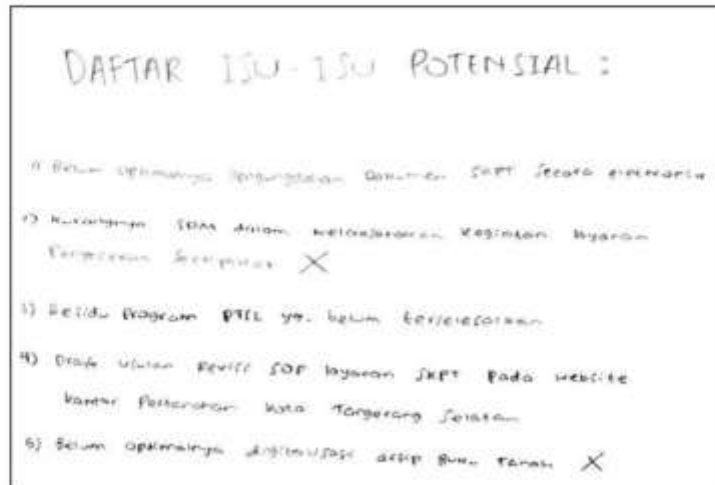 DAFTAR ISU-ISU POTENSIAL :
1) Belum optimalnya Dokumen SKPT Secara elektronik
2) Kurangnya SDM dalam melaksanakan kegiatan layanan
Pengecekan Sertipikat X
3) Residu Program PTSL yg. belum terselesaikan
4) Draft usulan Revisi SOP layanan SKPT pada website
kantor Pertanahan kota Tangerang Selatan
5) Belum optimalnya digitalisasi arsip Buku Tanah X